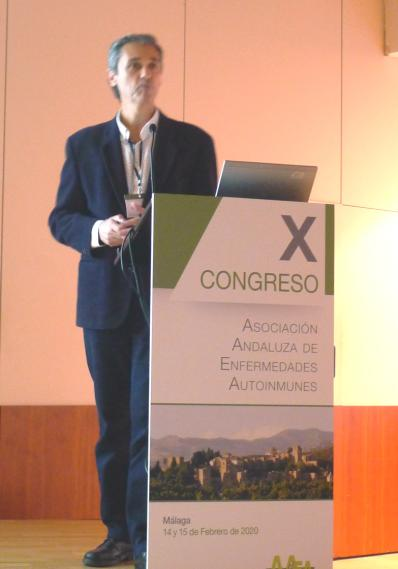 X
CONGRESO
ASOCIACIÓN
ANDALUZA DE
ENFERMEDADES
AUTOINMUNES
Málaga
14 y 15 de Febrero de 2020